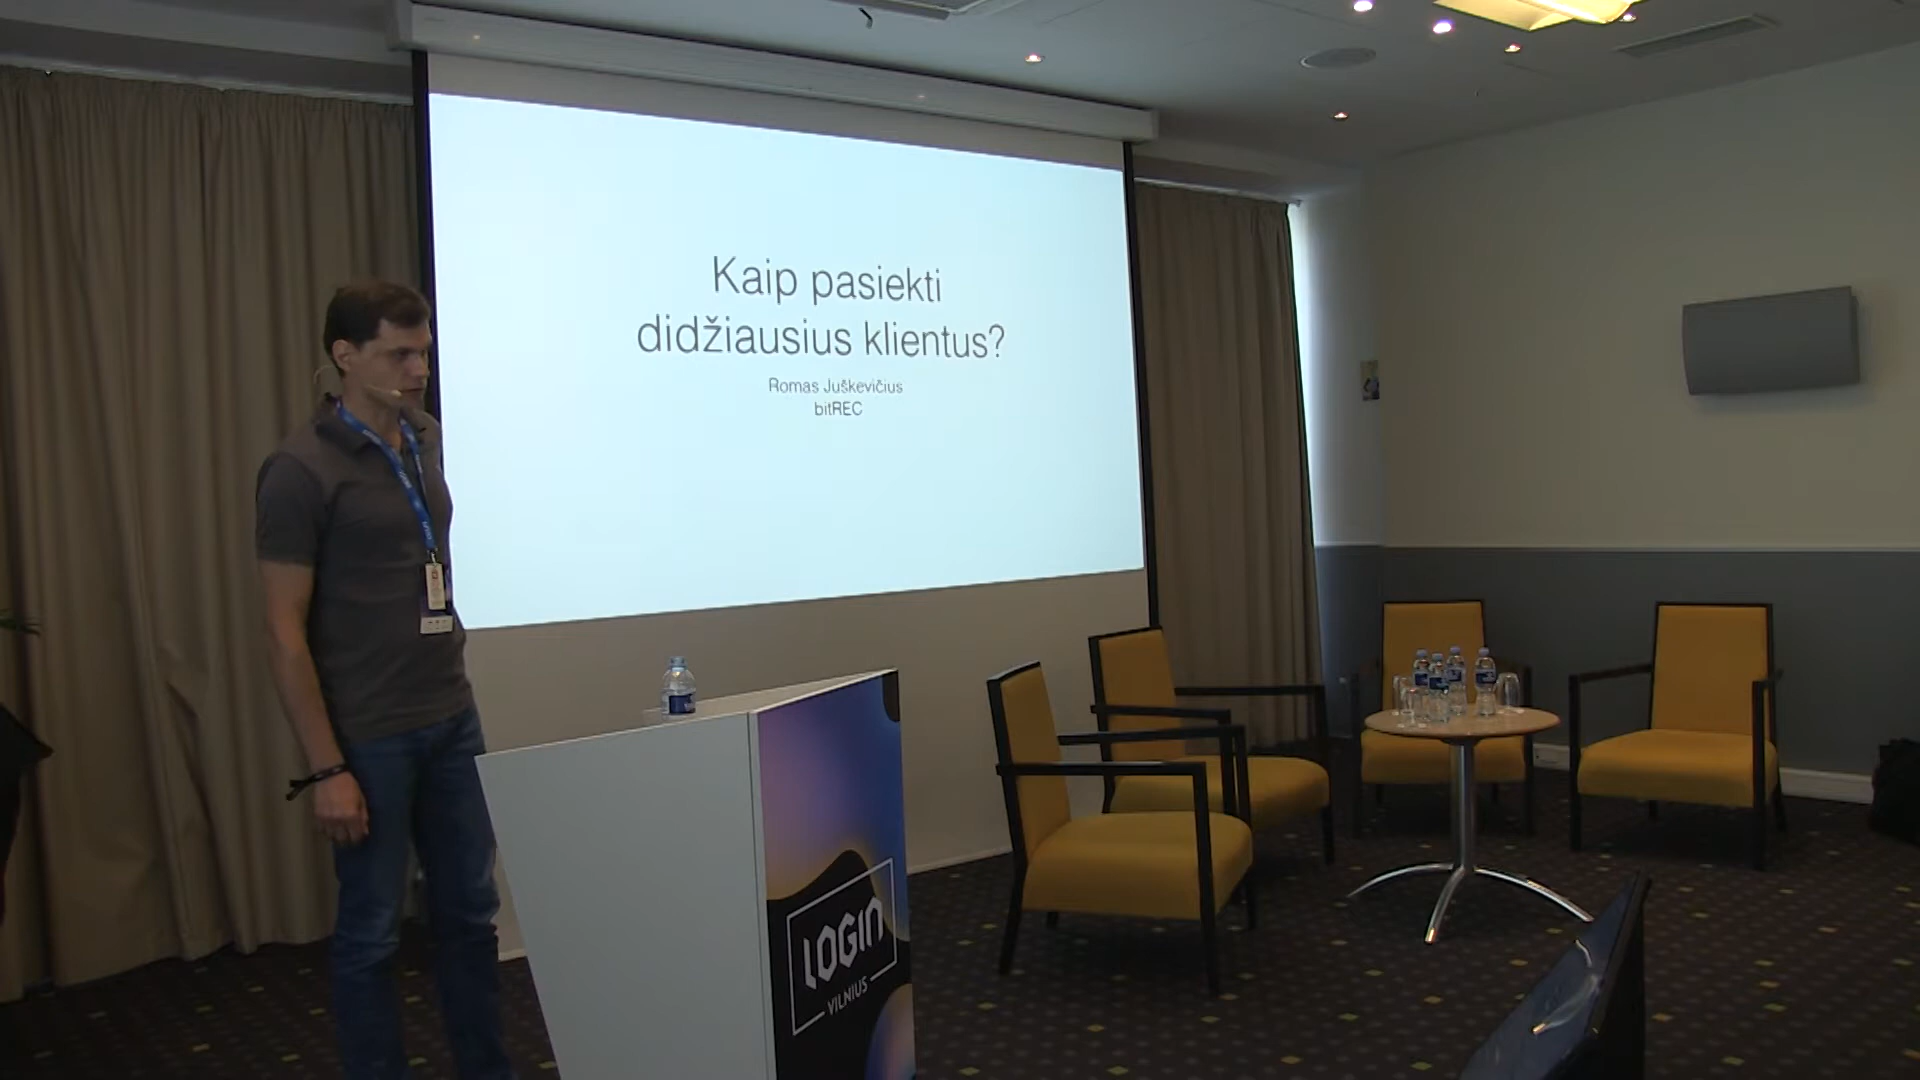 Kaip pasiekti
didžiausius klientus?
Romas Juškevičius
bitREC
LOGIN
VILNIUS